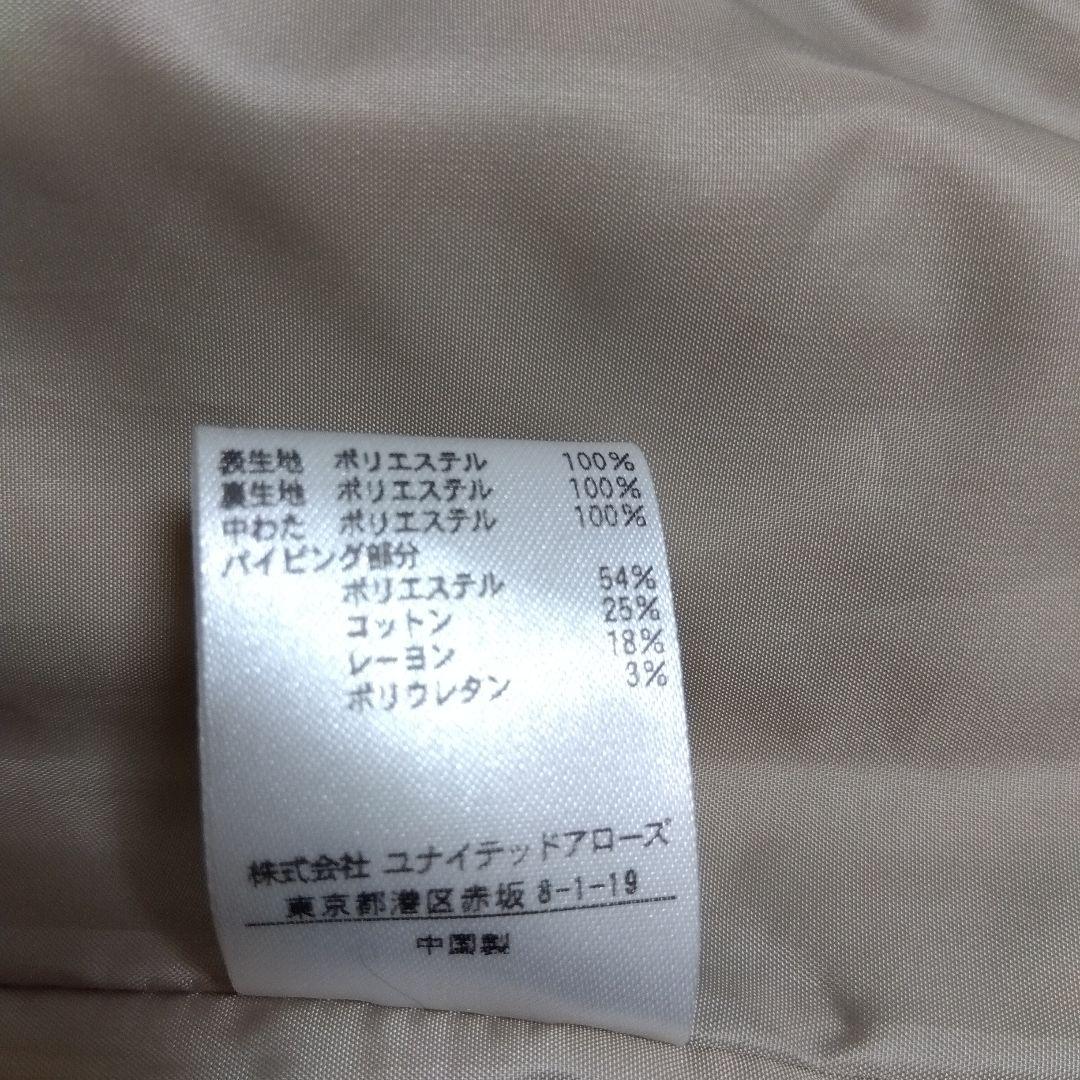 表生地 ポリエステル 100%
裏生地 ポリエステル 100%
中わた ポリエステル 100%
パイピング部分
ポリエステル 54%
コットン 25%
レーヨン 18%
ポリウレタン 3%
株式会社 ユナイテッドアローズ
東京都港区赤坂 8-1-19
中国製